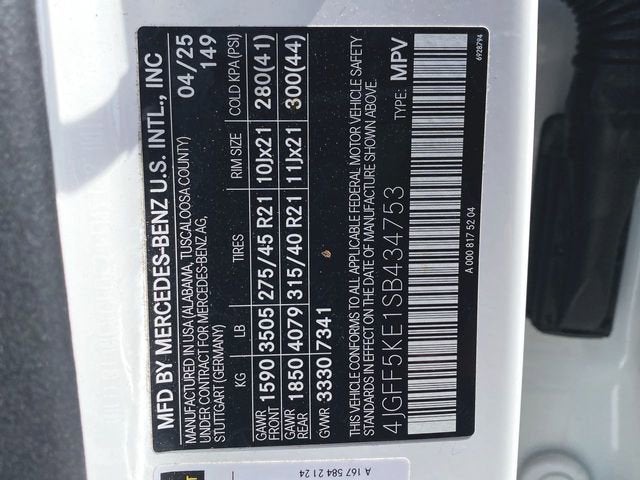 MFD BY MERCEDES-BENZ U.S. INTL., INC
MANUFACTURED IN USA (ALABAMA, TUSCALOOSA COUNTY)
UNDER CONTRACT FOR MERCEDES-BENZ AG,
STUTTGART (GERMANY)
04/25
149
KG LB TIRES RIM SIZE COLD KPA(PSI)
GAWR FRONT 1590 3505 275/45 R21 10Jx21 280(41)
GAWR REAR 1850 4079 315/40 R21 11Jx21 300(44)
GVWR 3330/7341
THIS VEHICLE CONFORMS TO ALL APPLICABLE FEDERAL MOTOR VEHICLE SAFETY
STANDARDS IN EFFECT ON THE DATE OF MANUFACTURE SHOWN ABOVE.
4JGFF5KE1SB434753 TYPE: MPV
A 000 817 52 04
6928794
A 167 584 21 24